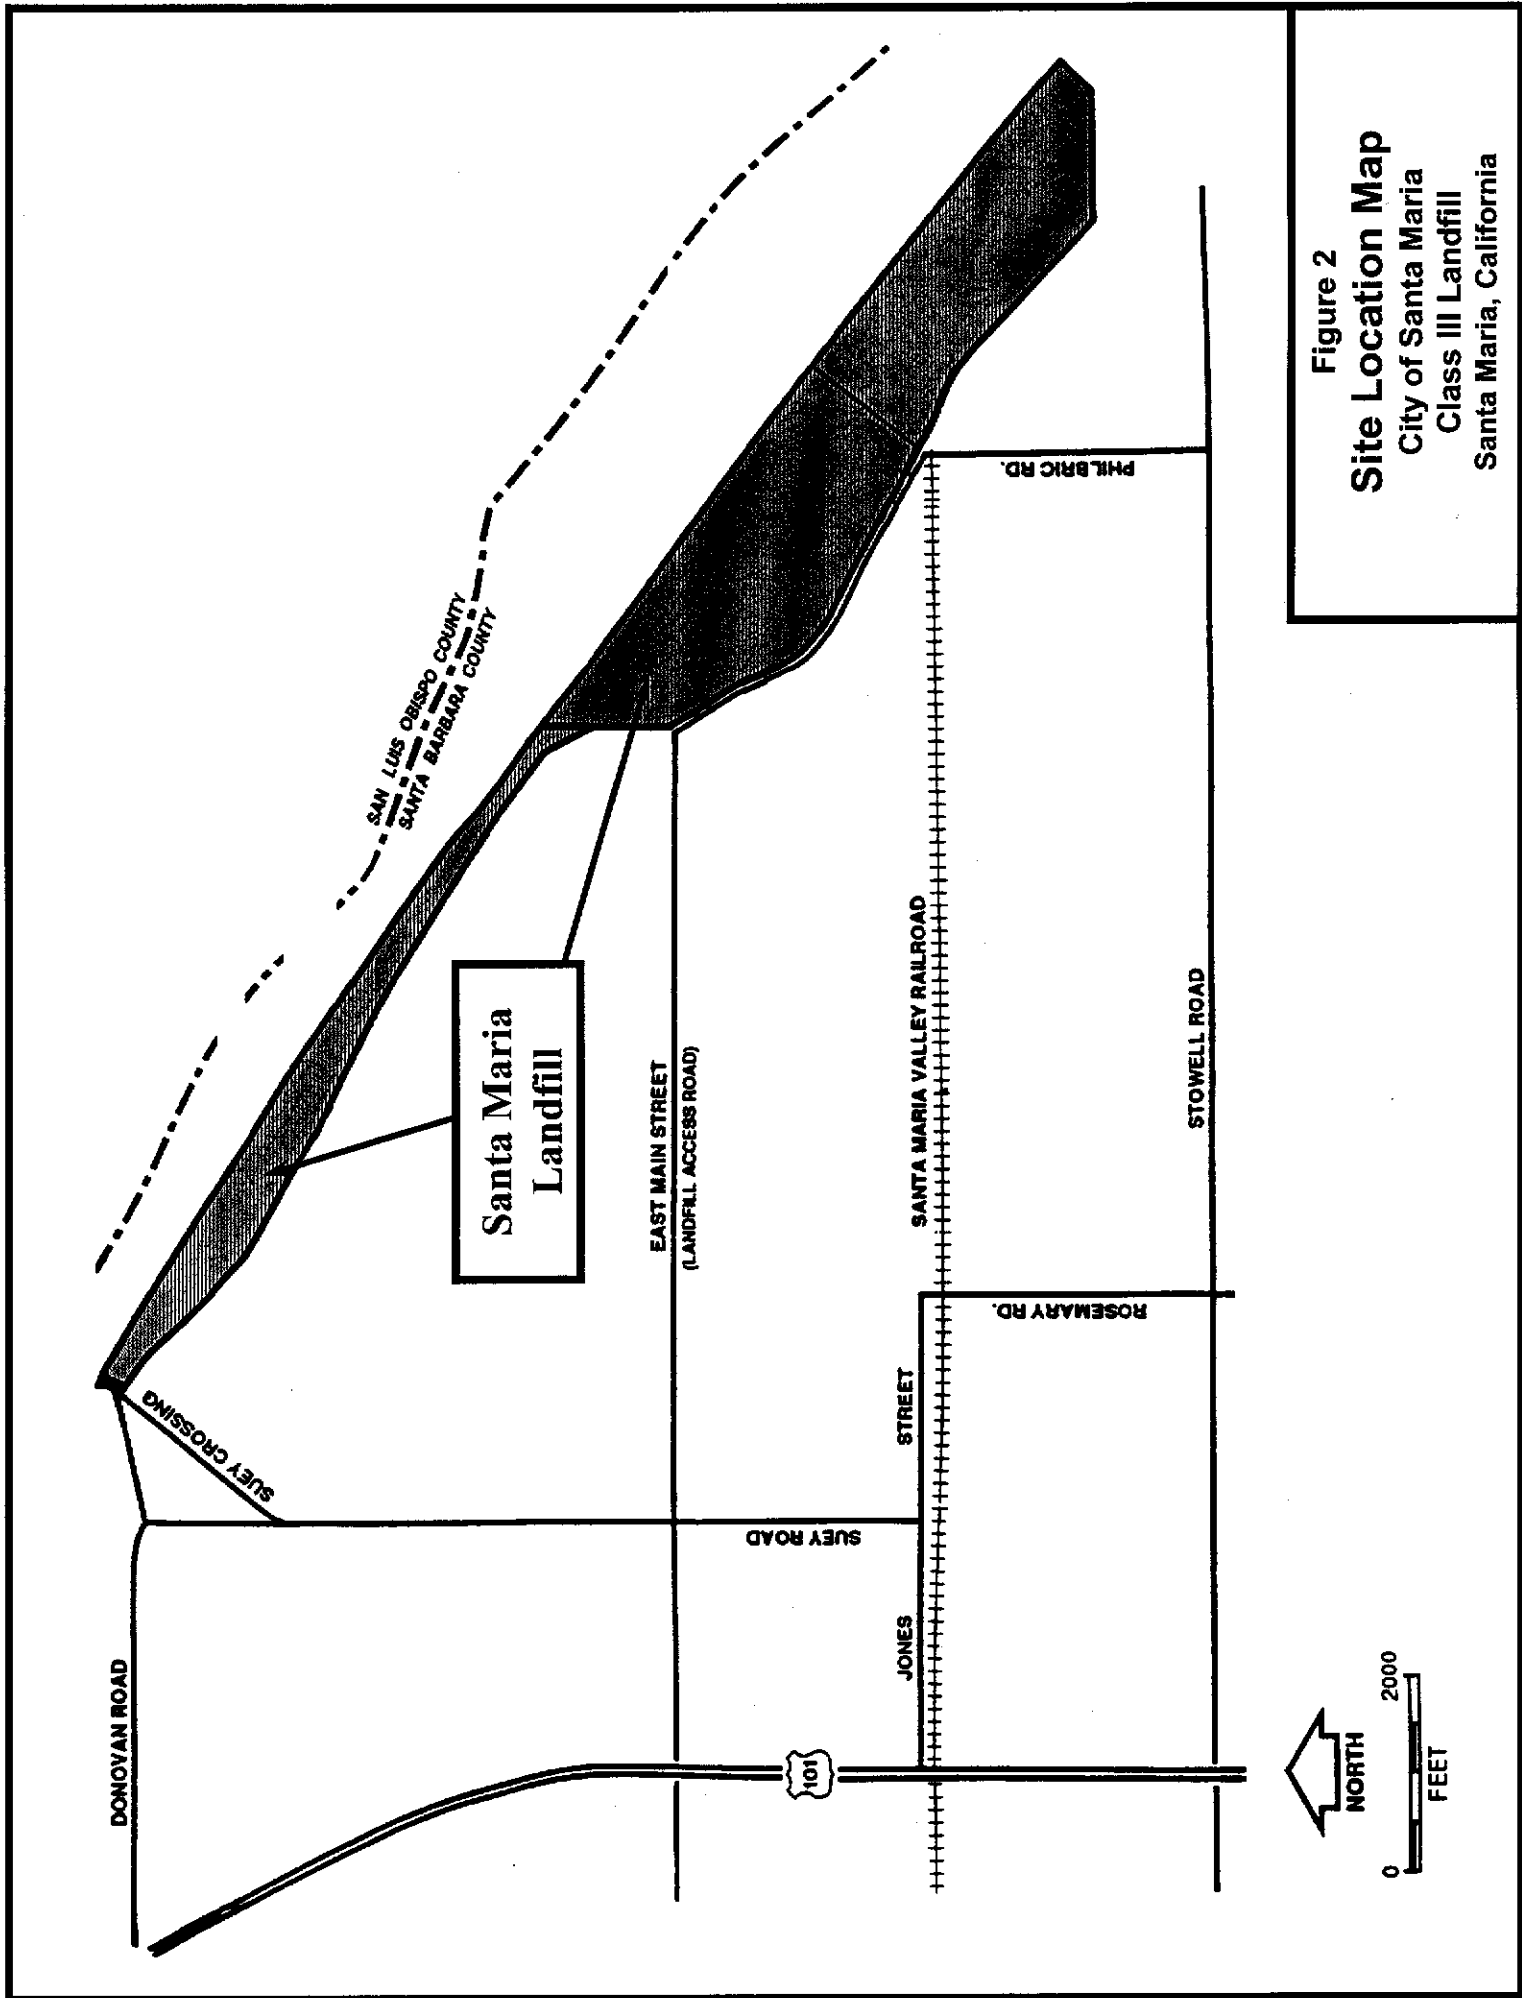 DONOVAN ROAD
SUEY CROSSING
SAN LUIS OBISPO COUNTY
SANTA BARBARA COUNTY
Santa Maria
Landfill
EAST MAIN STREET
(LANDFILL ACCESS ROAD)
SUEY ROAD
101
JONES
STREET
SANTA MARIA VALLEY RAILROAD
ROSEMARY RD.
PHILBRIC RD.
STOWELL ROAD
NORTH
0
2000
FEET
Figure 2
Site Location Map
City of Santa Maria
Class III Landfill
Santa Maria, California